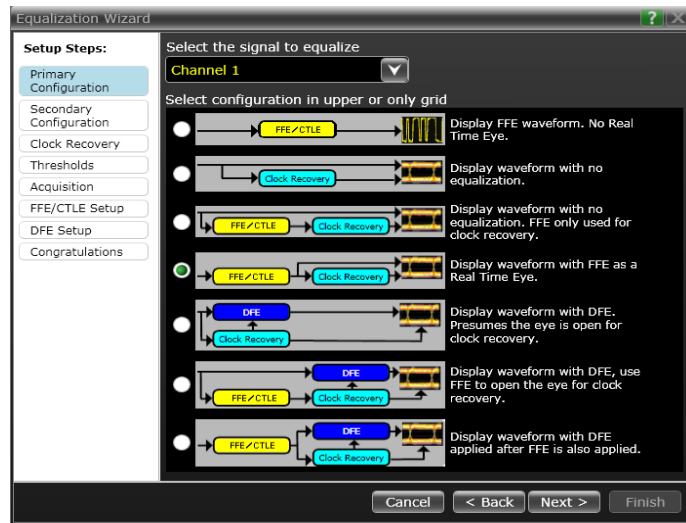 Equalization Wizard
? X
Setup Steps:
Primary
Configuration
Secondary
Configuration
Clock Recovery
Thresholds
Acquisition
FFE/CTLE Setup
DFE Setup
Congratulations
Select the signal to equalize
Channel 1
Select configuration in upper or only grid
FFE/CTLE
Display FFE waveform. No Real
Time Eye.
Clock Recovery
Display waveform with no
equalization.
FFE/CTLE
Clock Recovery
Display waveform with no
equalization. FFE only used for
clock recovery.
FFE/CTLE
Clock Recovery
Display waveform with FFE as a
Real Time Eye.
DFE
Clock Recovery
Display waveform with DFE.
Presumes the eye is open for
clock recovery.
DFE
FFE/CTLE
Clock Recovery
Display waveform with DFE, use
FFE to open the eye for clock
recovery.
DFE
FFE/CTLE
Clock Recovery
Display waveform with DFE
applied after FFE is also applied.
Cancel
< Back
Next >
Finish